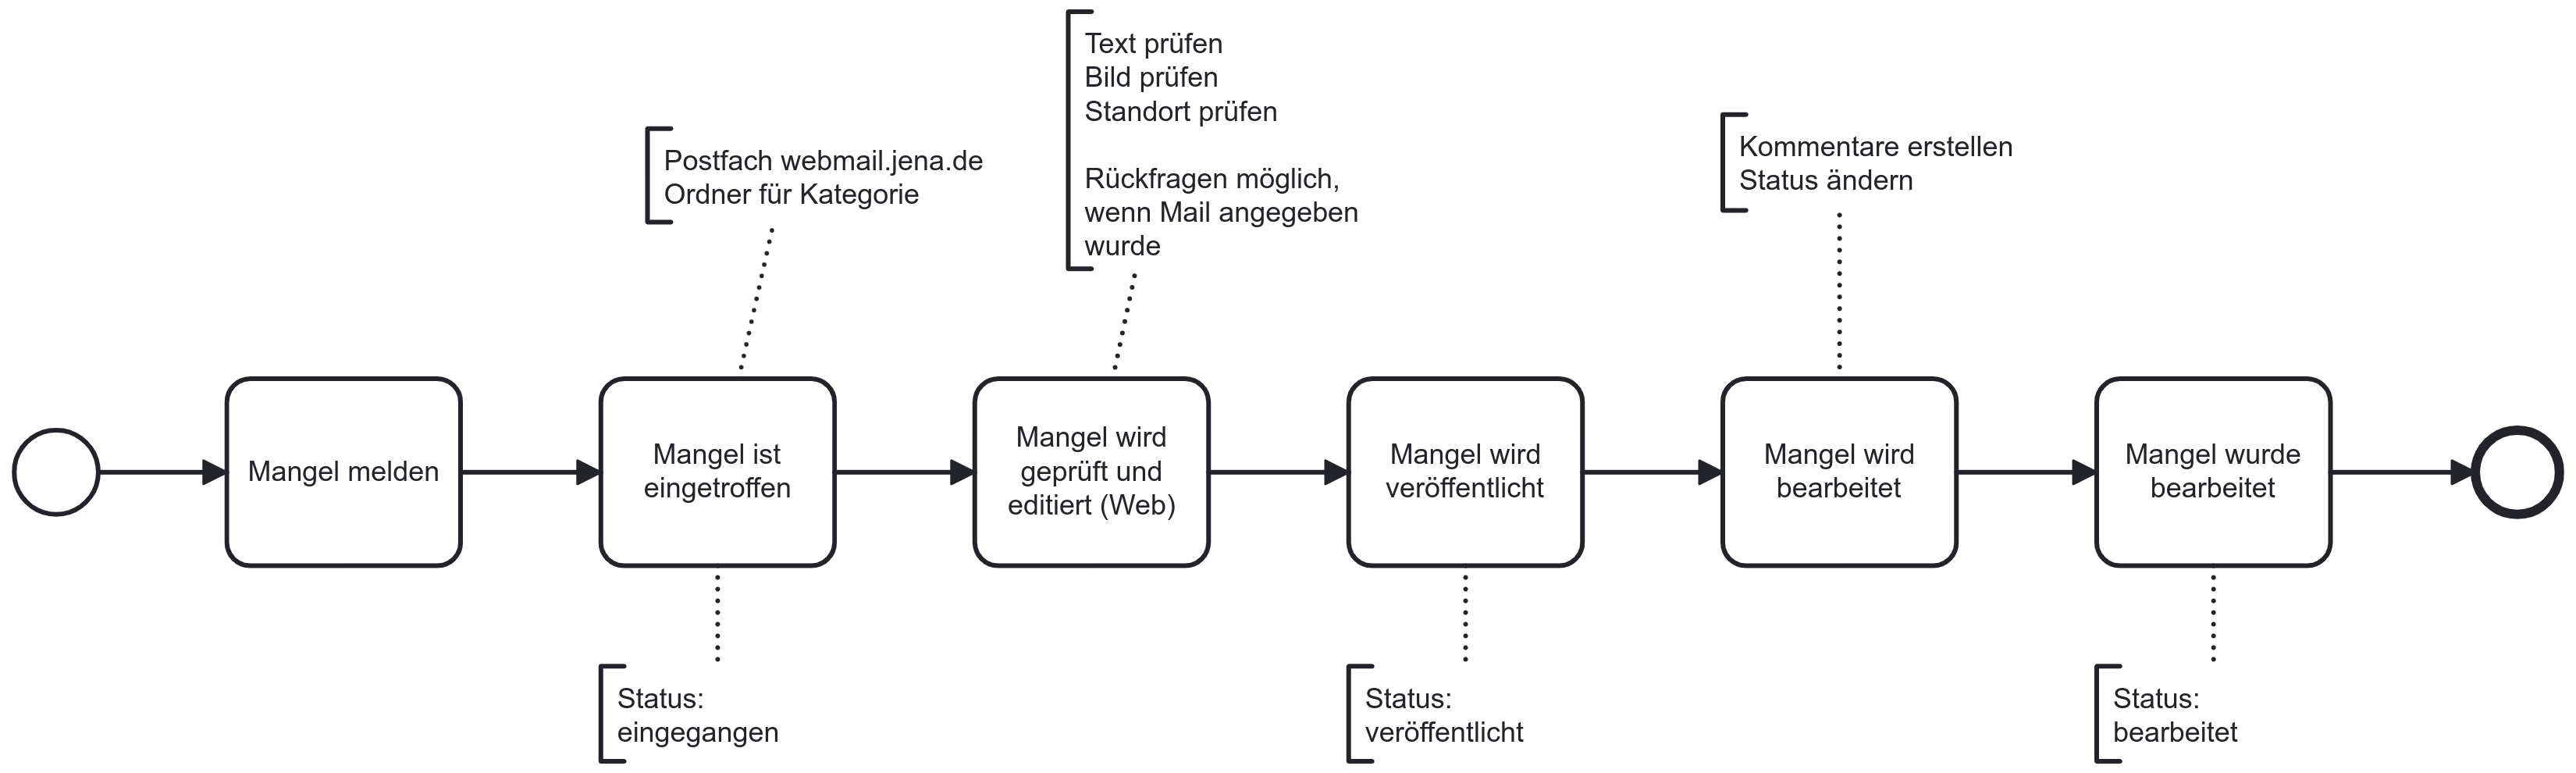 Text prüfen
Bild prüfen
Standort prüfen
Rückfragen möglich,
wenn Mail angegeben
wurde
Postfach webmail.jena.de
Ordner für Kategorie
Kommentare erstellen
Status ändern
Mangel melden
Mangel ist
eingetroffen
Mangel wird
geprüft und
editiert (Web)
Mangel wird
veröffentlicht
Mangel wird
bearbeitet
Mangel wurde
bearbeitet
Status:
eingegangen
Status:
veröffentlicht
Status:
bearbeitet